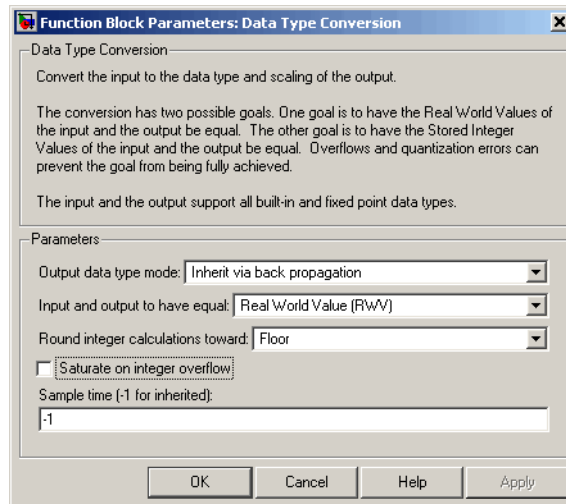 Function Block Parameters: Data Type Conversion
Data Type Conversion
Convert the input to the data type and scaling of the output.
The conversion has two possible goals. One goal is to have the Real World Values of
the input and the output be equal. The other goal is to have the Stored Integer
Values of the input and the output be equal. Overflows and quantization errors can
prevent the goal from being fully achieved.
The input and the output support all built-in and fixed point data types.
Parameters
Output data type mode: Inherit via back propagation
Input and output to have equal: Real World Value (RWV)
Round integer calculations toward: Floor
Saturate on integer overflow
Sample time (-1 for inherited):
-1
OK Cancel Help Apply